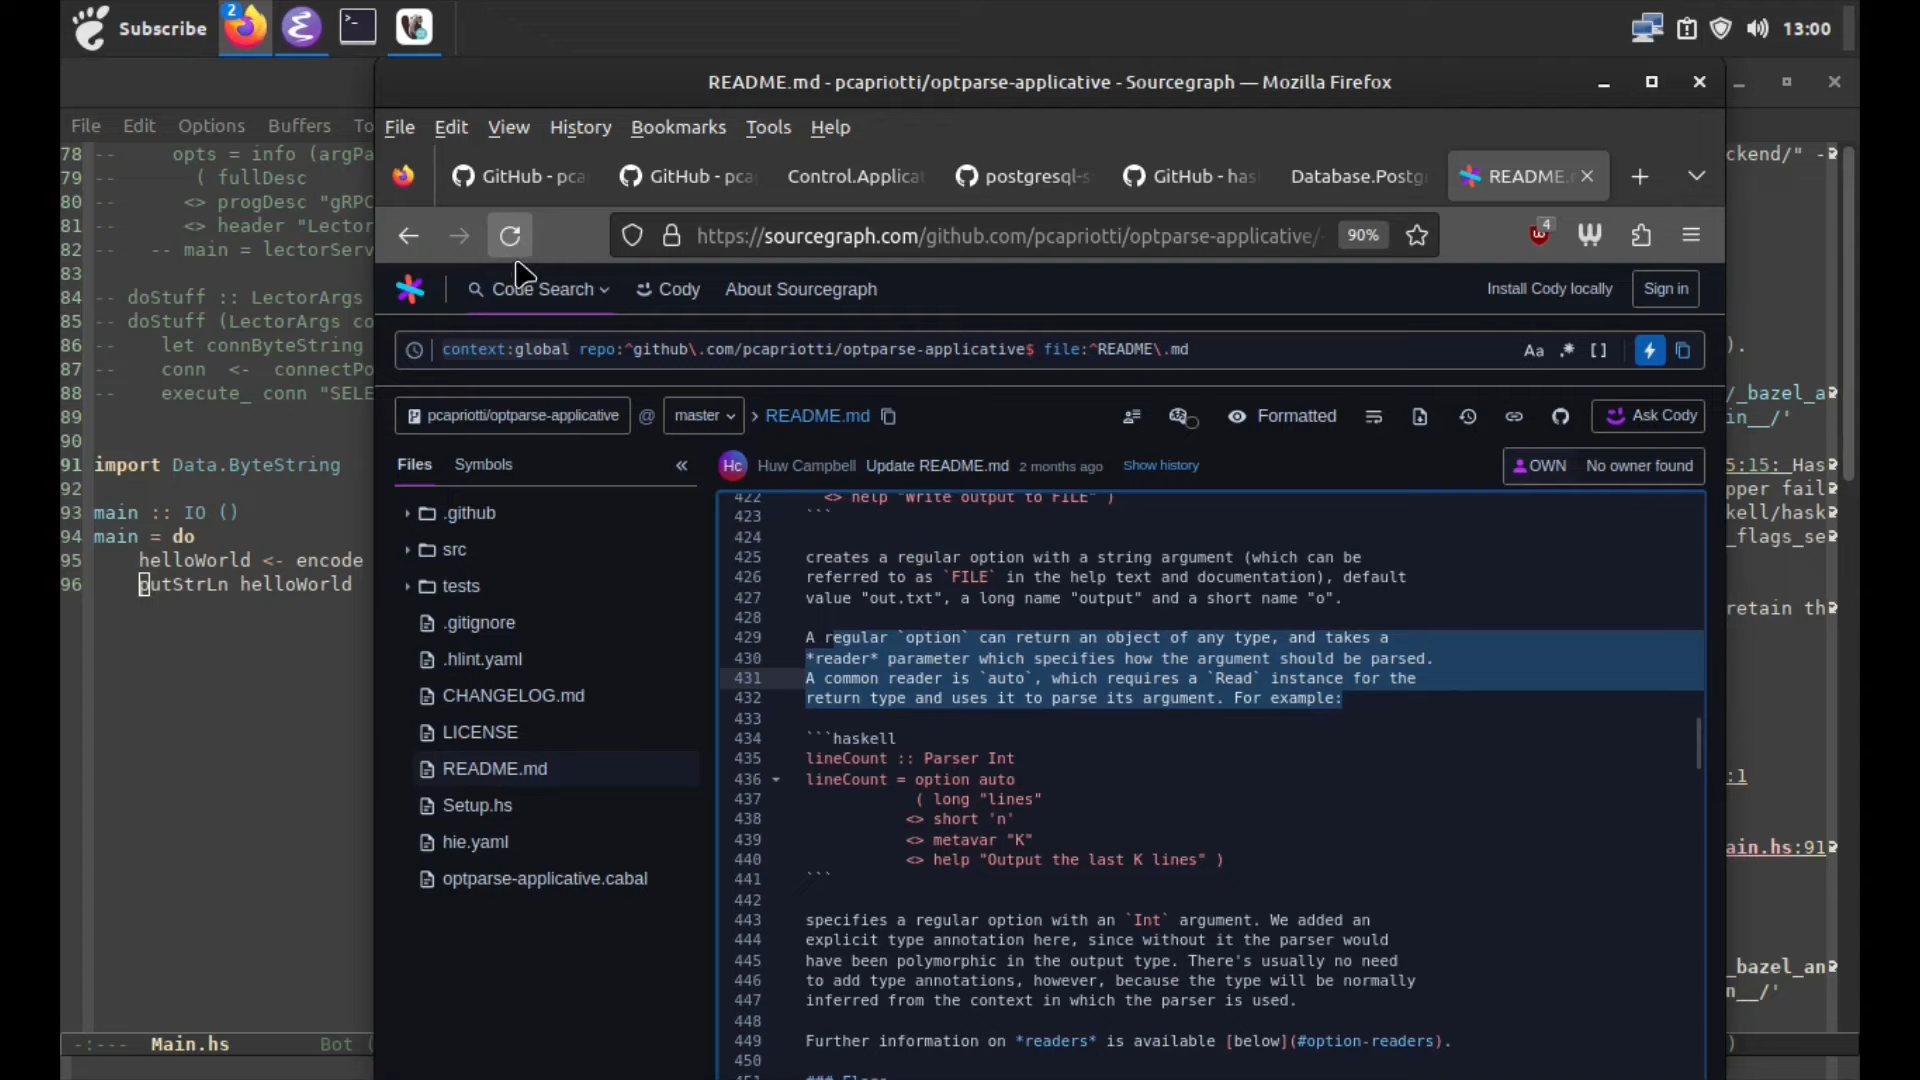 Subscribe
2
13:00
README.md - pcapriotti/optparse-applicative - Sourcegraph — Mozilla Firefox
File Edit Options Buffers To
File Edit View History Bookmarks Tools Help
GitHub - pca
GitHub - pca
Control.Applicat
postgresql-s
GitHub - has
Database.Postg
README.
https://sourcegraph.com/github.com/pcapriotti/optparse-applicative/-
90%
4
Code Search
Cody
About Sourcegraph
Install Cody locally
Sign in
context:global repo:^github\.com/pcapriotti/optparse-applicative$ file:^README\.md
Aa .* []
pcapriotti/optparse-applicative @ master > README.md
Formatted
Ask Cody
Files
Symbols
Hc Huw Campbell Update README.md 2 months ago Show history
OWN No owner found
.github
src
tests
.gitignore
.hlint.yaml
CHANGELOG.md
LICENSE
README.md
Setup.hs
hie.yaml
optparse-applicative.cabal
422 <> help "Write output to FILE" )
423 ```
424
425 creates a regular option with a string argument (which can be
426 referred to as `FILE` in the help text and documentation), default
427 value "out.txt", a long name "output" and a short name "o".
428
429 A regular `option` can return an object of any type, and takes a
430 *reader* parameter which specifies how the argument should be parsed.
431 A common reader is `auto`, which requires a `Read` instance for the
432 return type and uses it to parse its argument. For example:
433
434 ```haskell
435 lineCount :: Parser Int
436 lineCount = option auto
437 ( long "lines"
438 <> short 'n'
439 <> metavar "K"
440 <> help "Output the last K lines" )
441 ```
442
443 specifies a regular option with an `Int` argument. We added an
444 explicit type annotation here, since without it the parser would
445 have been polymorphic in the output type. There's usually no need
446 to add type annotations, however, because the type will be normally
447 inferred from the context in which the parser is used.
448
449 Further information on *readers* is available [below](#option-readers).
450
78 -- opts = info (argPa
79 -- ( fullDesc
80 -- <> progDesc "gRPC
81 -- <> header "Lector
82 -- -- main = lectorServ
83
84 -- doStuff :: LectorArgs
85 -- doStuff (LectorArgs co
86 -- let connByteString
87 -- conn <- connectPo
88 -- execute_ conn "SELE
89
90
91 import Data.ByteString
92
93 main :: IO ()
94 main = do
95 helloWorld <- encode
96 putStrLn helloWorld
-:--- Main.hs Bot (
ckend/" -
).
/_bazel_a
in__/'
5:15: Has
pper fail
kell/hask
_flags_se
retain th
:1
ain.hs:91
_bazel_an
n__/'
)